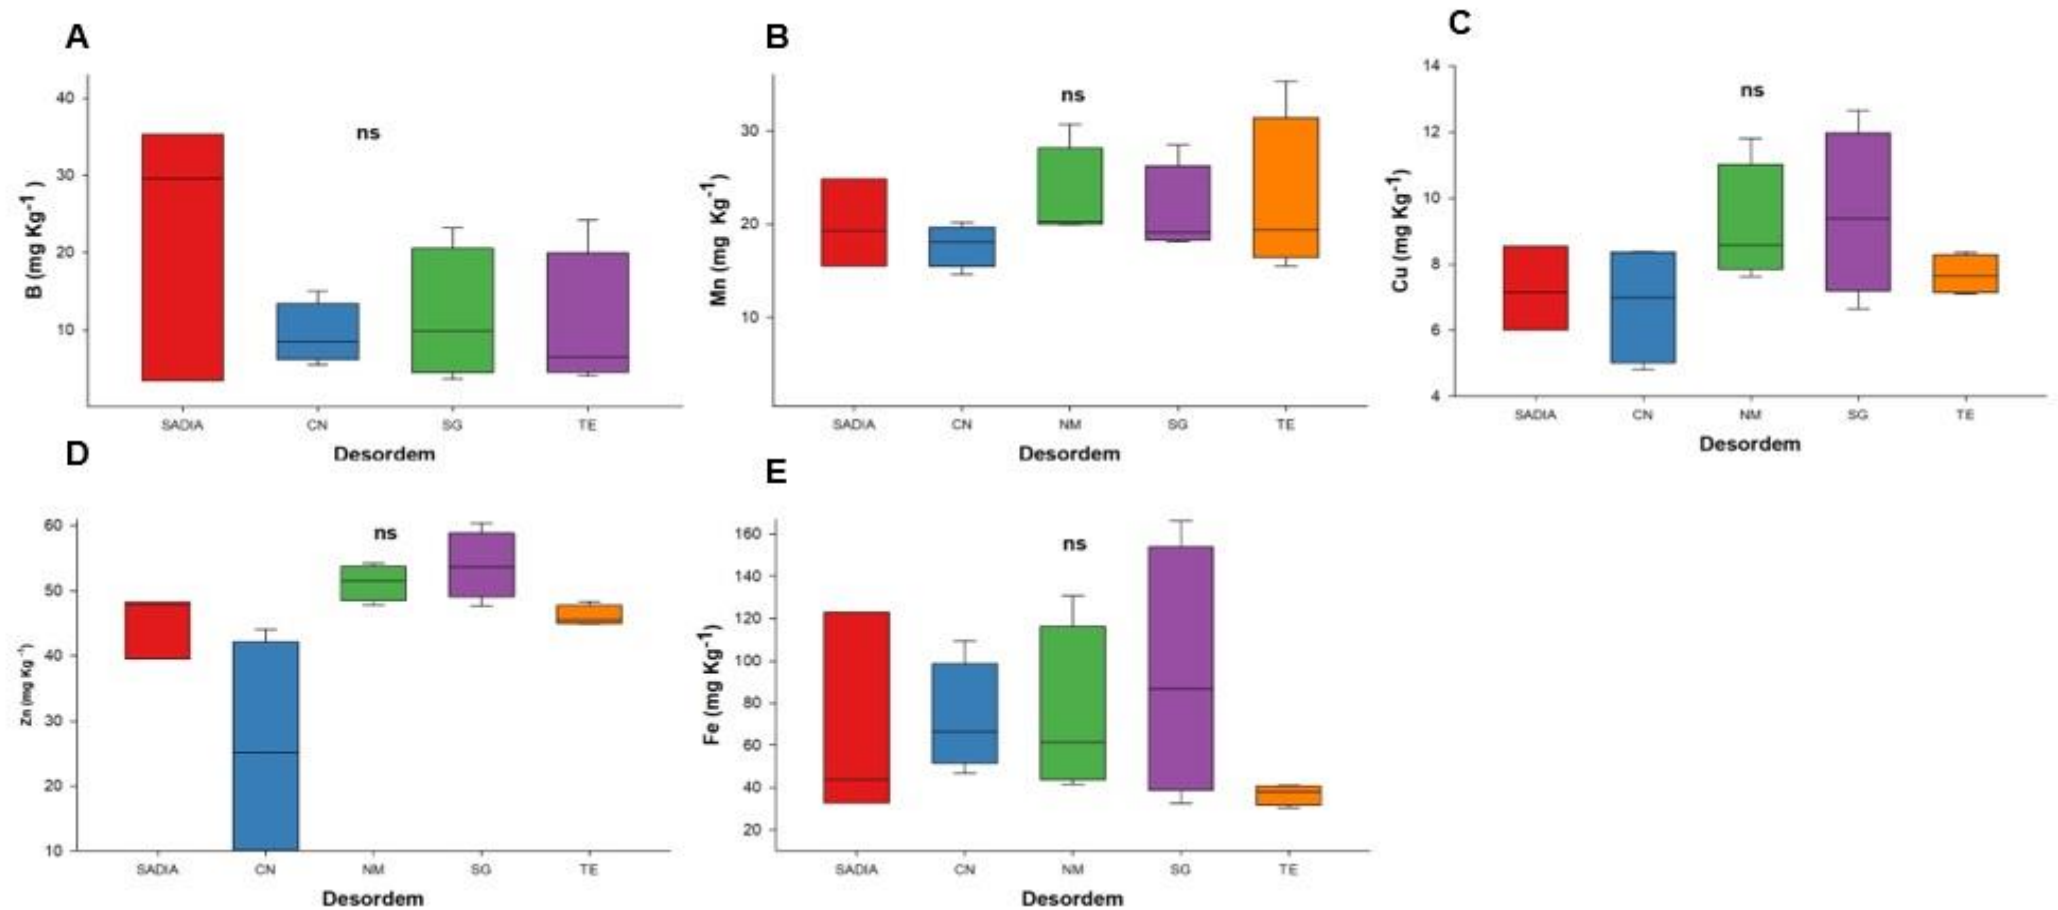 A
B (mg Kg-1 )
40
30
20
10
ns
SADIA CN SG TE
Desordem
B
Mn (mg Kg-1)
30
20
10
ns
SADIA CN NM SG TE
Desordem
C
Cu (mg Kg-1)
14
12
10
8
6
4
ns
SADIA CN NM SG TE
Desordem
D
Zn (mg Kg-1)
60
50
40
30
20
10
ns
SADIA CN NM SG TE
Desordem
E
Fe (mg Kg-1)
160
140
120
100
80
60
40
20
ns
SADIA CN NM SG TE
Desordem